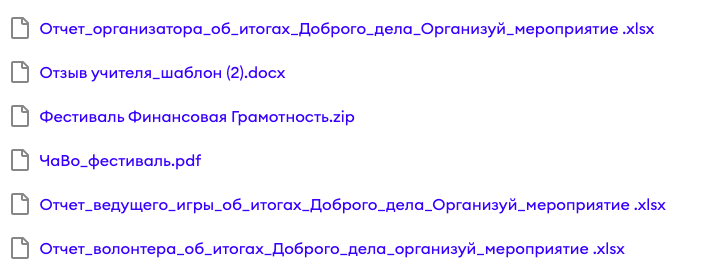 Отчет_организатора_об_итогах_Доброго_дела_Организуй_мероприятие .xlsx
Отзыв учителя_шаблон (2).docx
Фестиваль Финансовая Грамотность.zip
ЧаВо_фестиваль.pdf
Отчет_ведущего_игры_об_итогах_Доброго_дела_Организуй_мероприятие .xlsx
Отчет_волонтера_об_итогах_Доброго_дела_организуй_мероприятие .xlsx